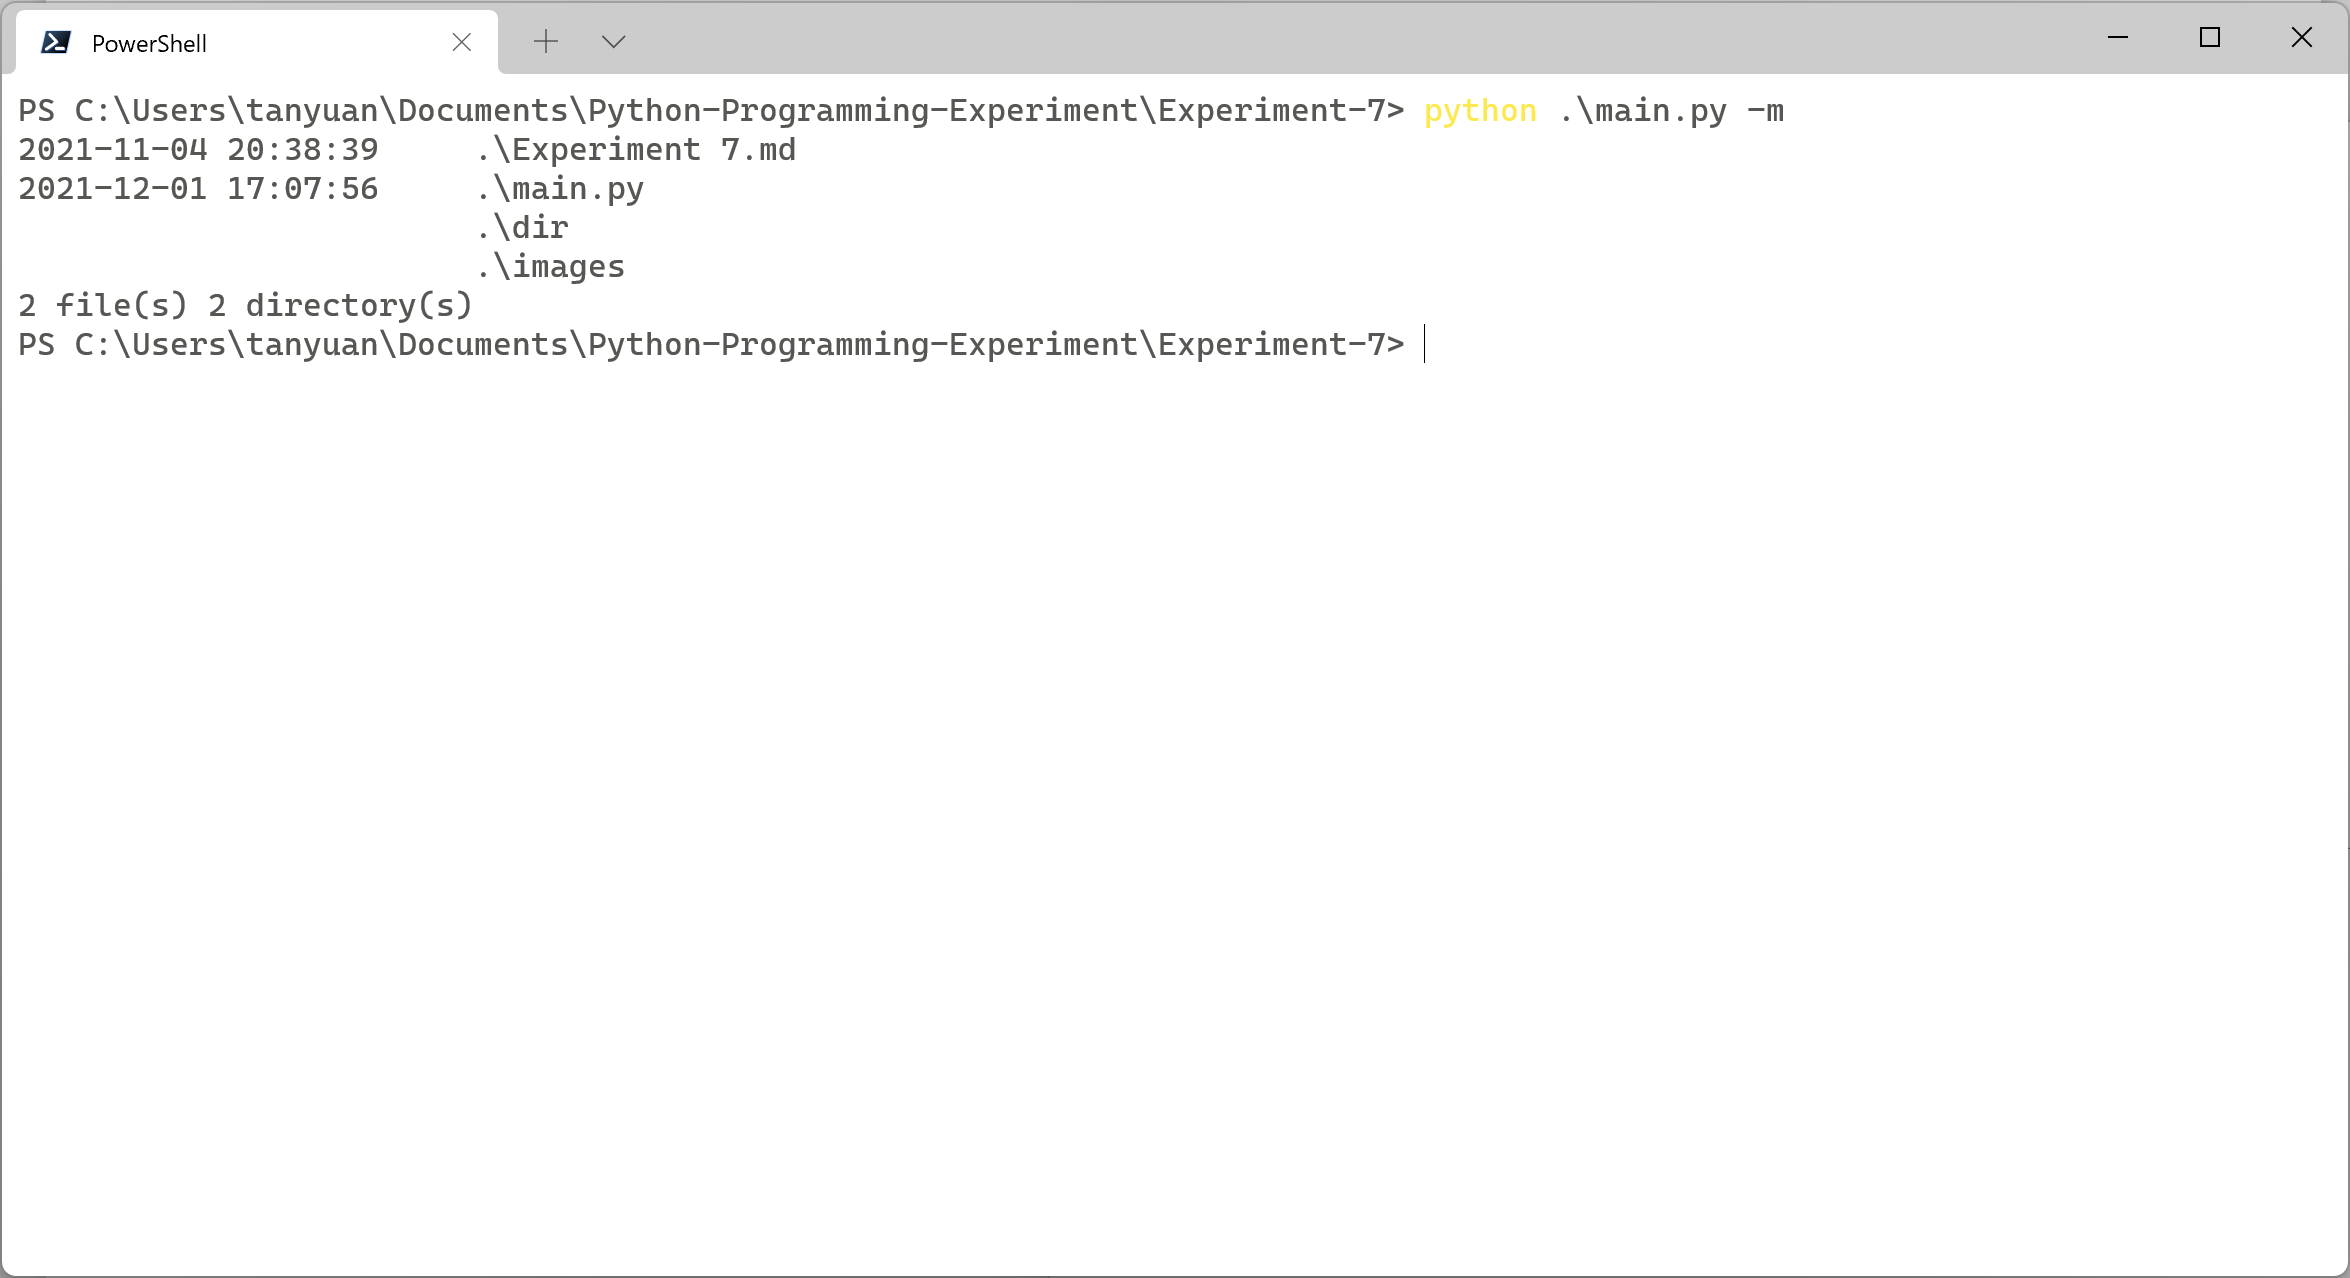 PowerShell
PS C:\Users\tanyuan\Documents\Python-Programming-Experiment\Experiment-7> python .\main.py -m
2021-11-04 20:38:39     .\Experiment 7.md
2021-12-01 17:07:56     .\main.py
                        .\dir
                        .\images
2 file(s) 2 directory(s)
PS C:\Users\tanyuan\Documents\Python-Programming-Experiment\Experiment-7>